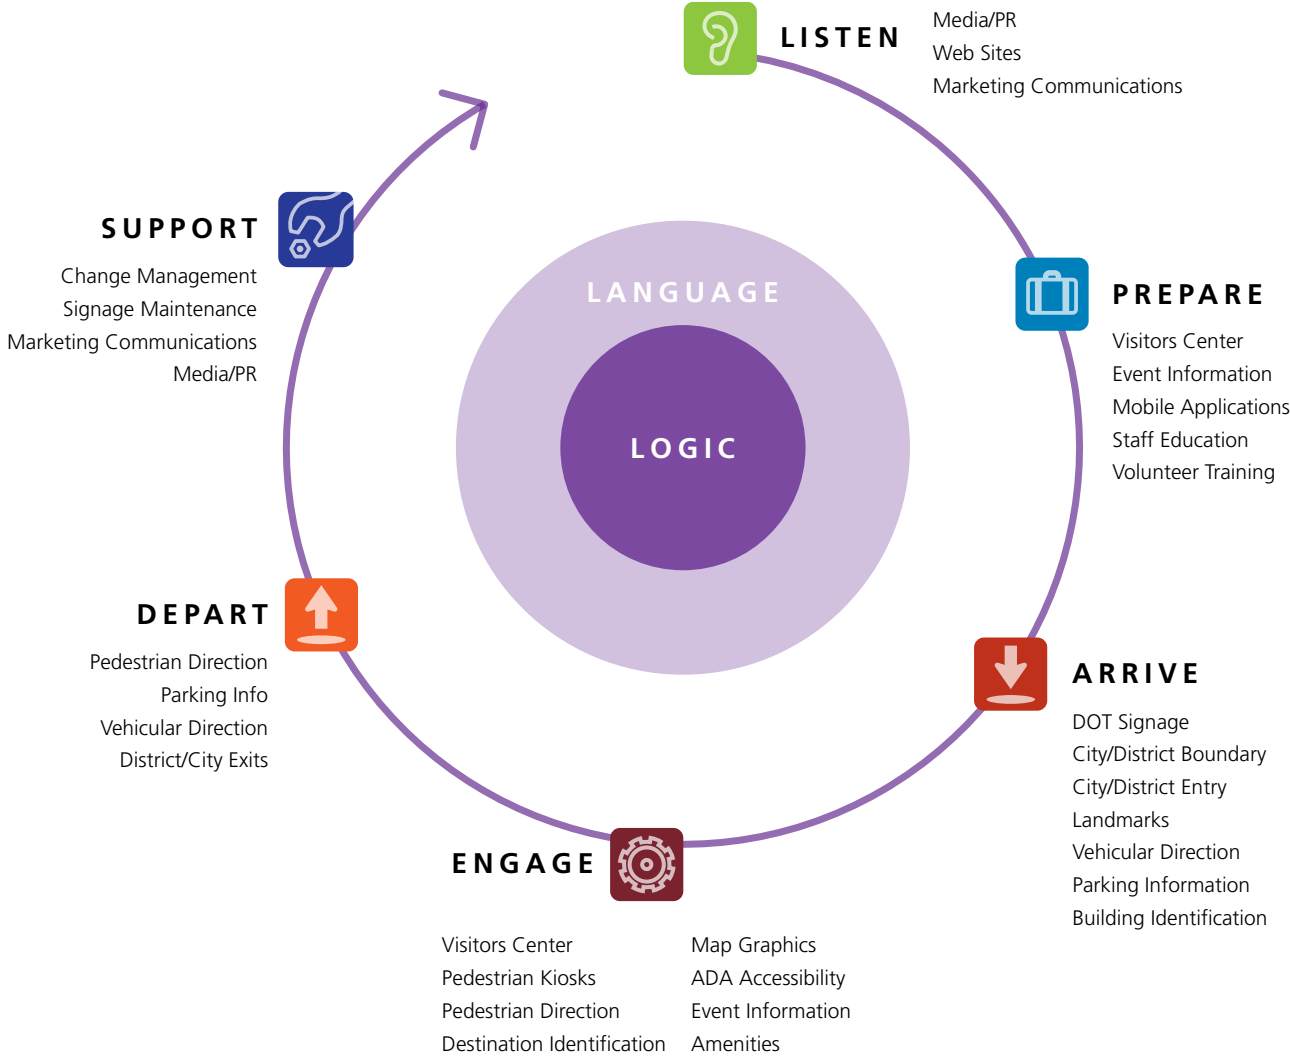 LISTEN
Media/PR
Web Sites
Marketing Communications
PREPARE
Visitors Center
Event Information
Mobile Applications
Staff Education
Volunteer Training
ARRIVE
DOT Signage
City/District Boundary
City/District Entry
Landmarks
Vehicular Direction
Parking Information
Building Identification
ENGAGE
Visitors Center
Pedestrian Kiosks
Pedestrian Direction
Destination Identification
Map Graphics
ADA Accessibility
Event Information
Amenities
DEPART
Pedestrian Direction
Parking Info
Vehicular Direction
District/City Exits
SUPPORT
Change Management
Signage Maintenance
Marketing Communications
Media/PR
LANGUAGE
LOGIC